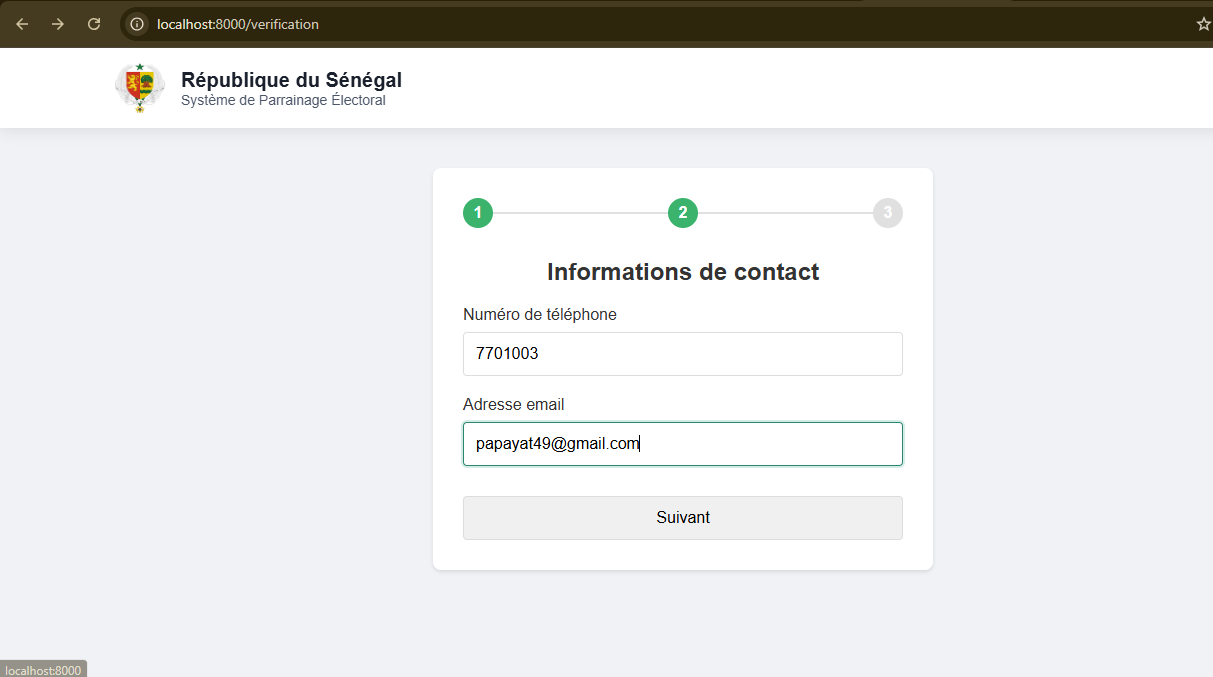 localhost:8000/verification
République du Sénégal
Système de Parrainage Électoral
1 2 3
Informations de contact
Numéro de téléphone
7701003
Adresse email
papayat49@gmail.com
Suivant
localhost:8000